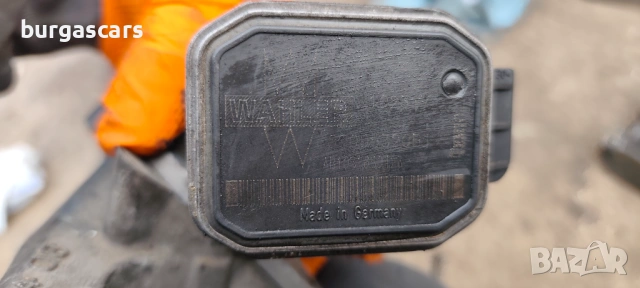 burgascars
WAHLER
W
Made in Germany
BAZAR